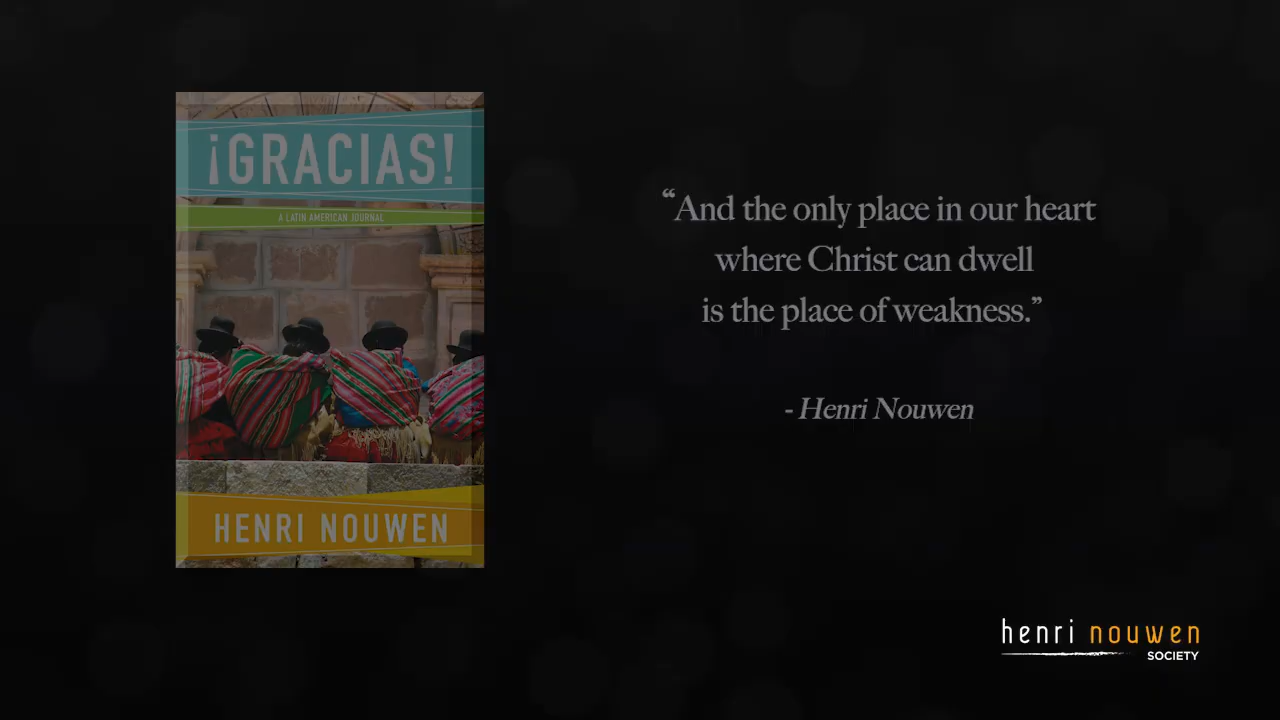 ¡GRACIAS!
A LATIN AMERICAN JOURNAL
HENRI NOUWEN
“And the only place in our heart
where Christ can dwell
is the place of weakness.”
- Henri Nouwen
henri nouwen
SOCIETY